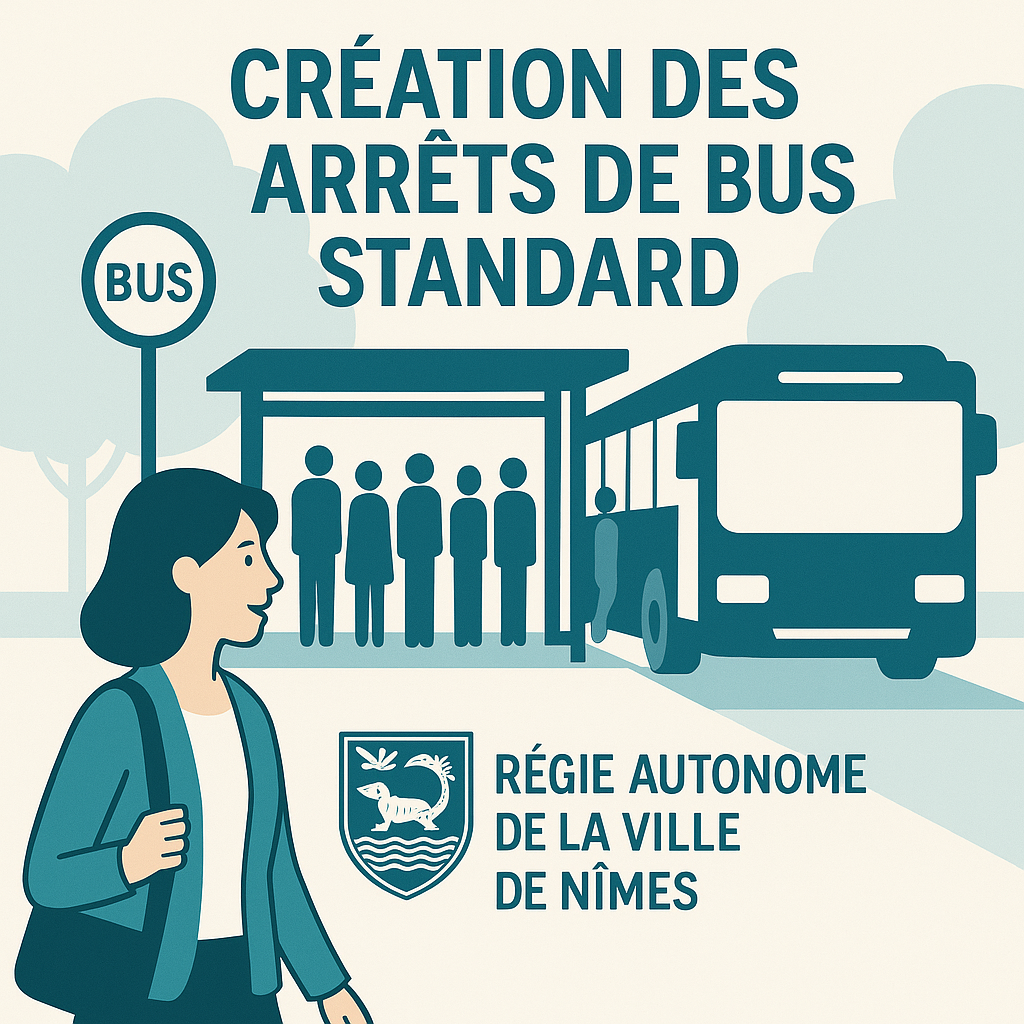 CRÉATION DES
ARRÊTS DE BUS
STANDARD
BUS
RÉGIE AUTONOME
DE LA VILLE
DE NÎMES